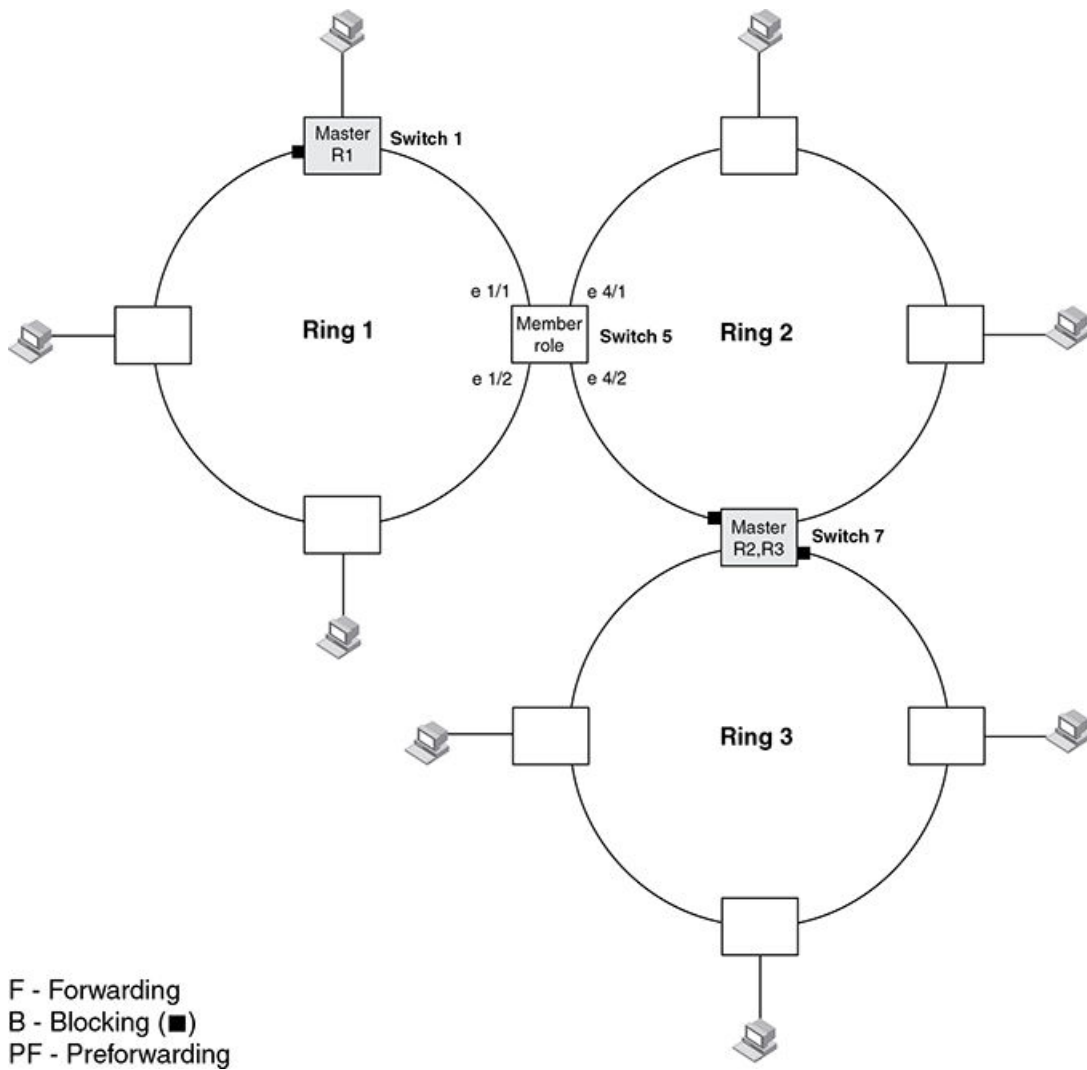 Master
R1
Switch 1
e 1/1
e 4/1
Ring 1
Member
role
Switch 5
Ring 2
e 1/2
e 4/2
Master
R2,R3
Switch 7
Ring 3
F - Forwarding
B - Blocking (■)
PF - Preforwarding